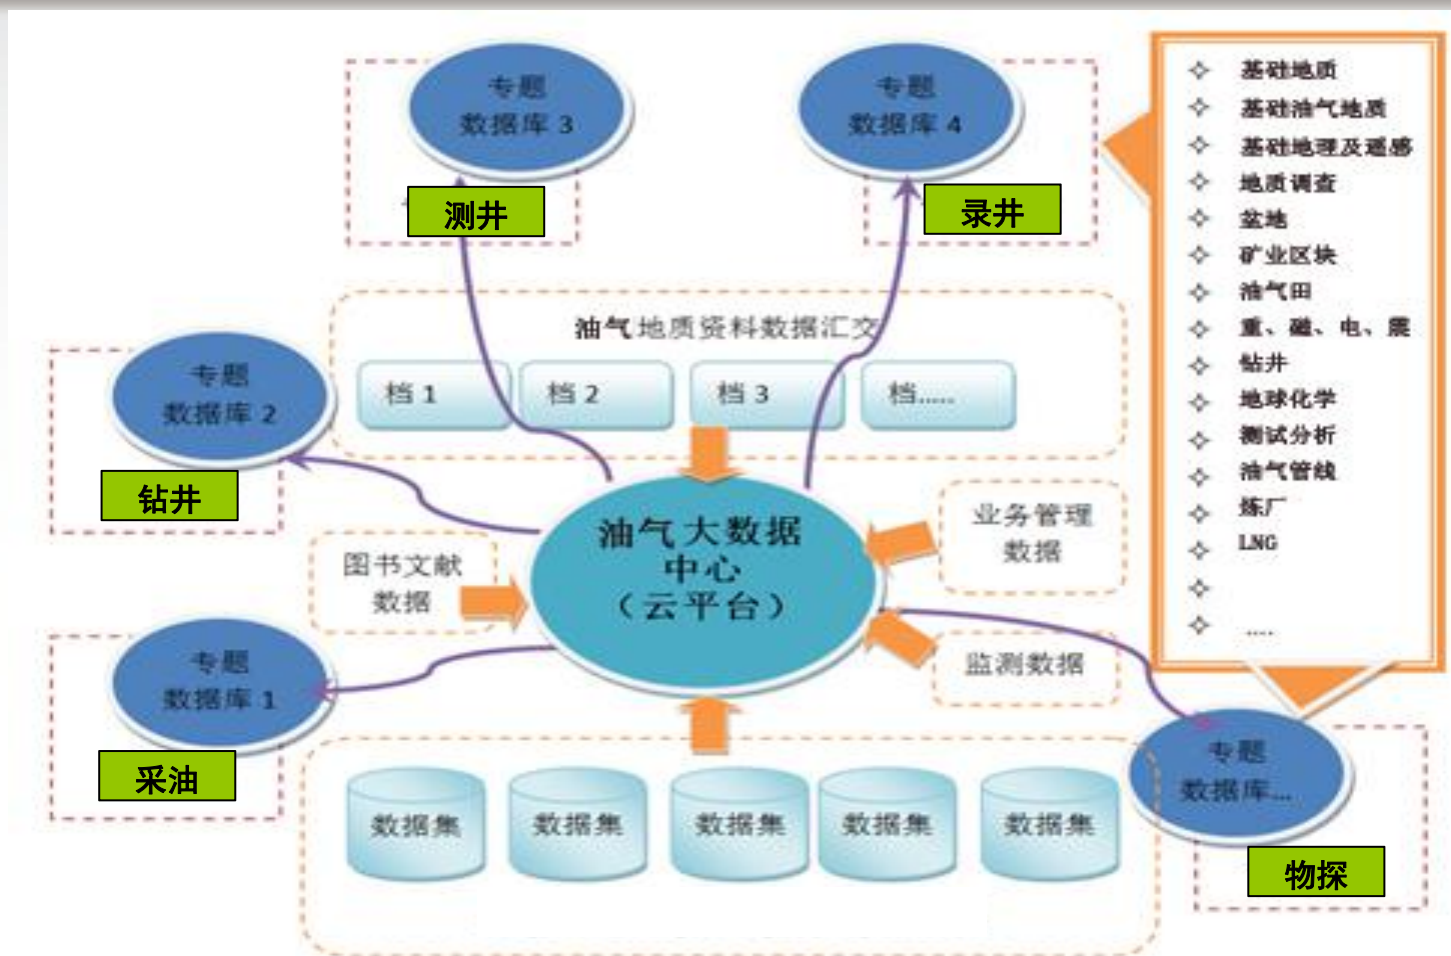 专题
数据库 3
测井
专题
数据库 4
录井
基础地质
基础油气地质
基础地理及遥感
地质调查
盆地
矿业区块
油气田
重、磁、电、震
钻井
地球化学
测试分析
油气管线
炼厂
LNG
....
油气地质资料数据汇交
档 1
档 2
档 3
档.....
专题
数据库 2
钻井
油气大数据
中心
（云平台）
业务管理
数据
图书文献
数据
监测数据
专题
数据库 1
采油
数据集
数据集
数据集
数据集
数据集
专题
数据库...
物探